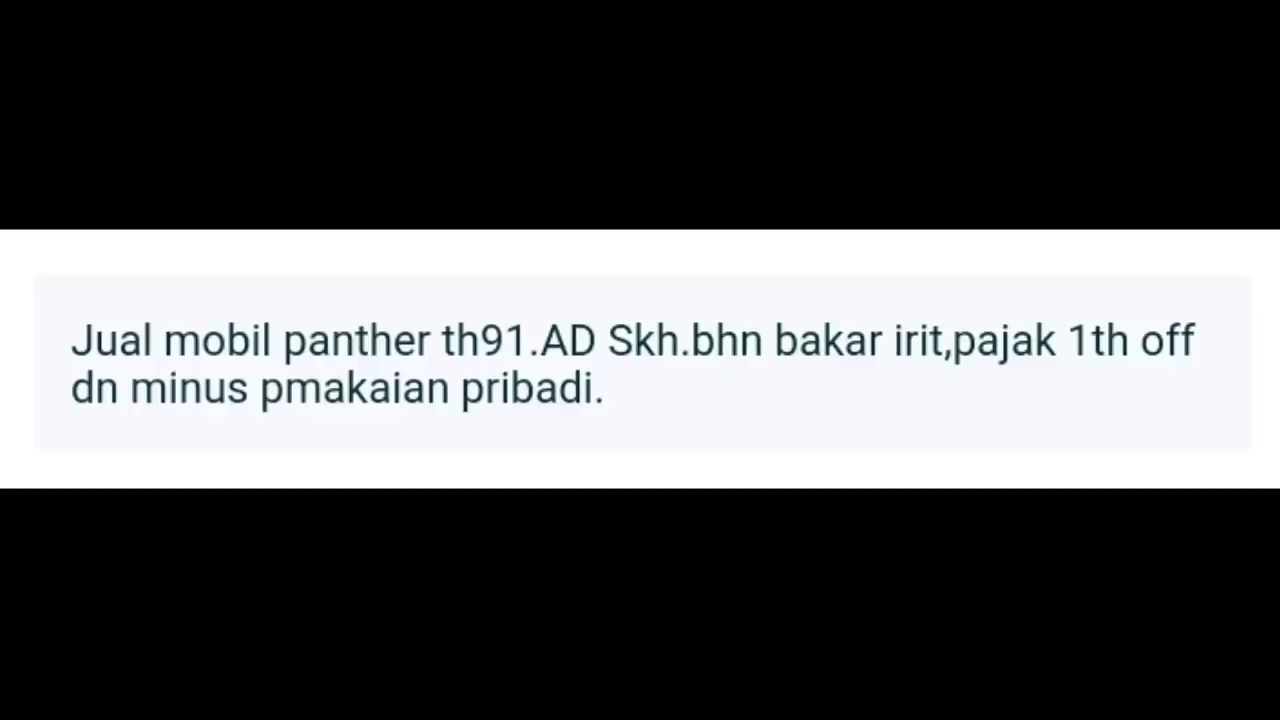 Jual mobil panther th91.AD Skh.bhn bakar irit,pajak 1th off
dn minus pmakaian pribadi.